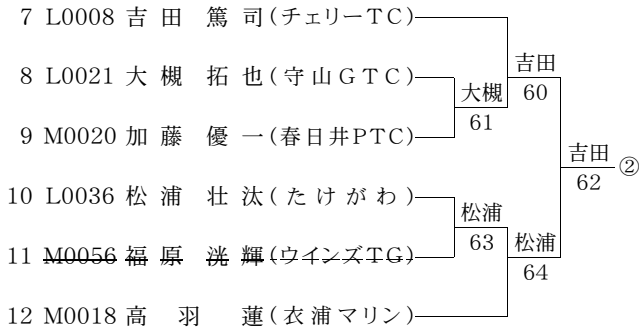 7 L0008 吉田 篤司(チェリーTC)
吉田
8 L0021 大槻 拓也(守山GTC)
大槻 60
61
9 M0020 加藤 優一(春日井PTC)
吉田
②
62
10 L0036 松浦 壮汰(たけがわ)
松浦
63 松浦
11 M0056 福原 洸輝(ウインズTG)
64
12 M0018 高羽 蓮(衣浦マリン)